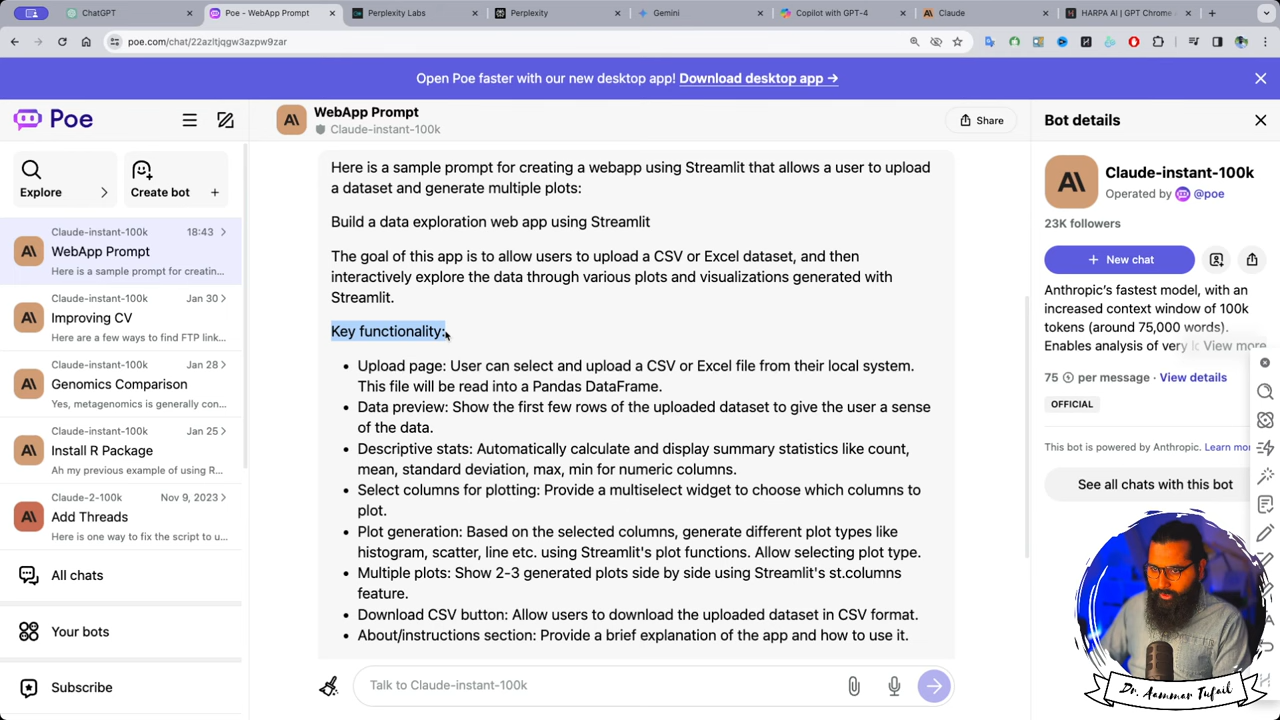 ChatGPT
Poe - WebApp Prompt
Perplexity Labs
Perplexity
Gemini
Copilot with GPT-4
Claude
HARPA AI | GPT Chrome
poe.com/chat/22azltjqgw3azpw9zar
Open Poe faster with our new desktop app! Download desktop app →
Poe
Explore
Create bot
Claude-instant-100k 18:43
WebApp Prompt
Here is a sample prompt for creatin...
Claude-instant-100k Jan 30
Improving CV
Here are a few ways to find FTP link...
Claude-instant-100k Jan 28
Genomics Comparison
Yes, metagenomics is generally con...
Claude-instant-100k Jan 25
Install R Package
Ah my previous example of using R...
Claude-2-100k Nov 9, 2023
Add Threads
Here is one way to fix the script to u...
All chats
Your bots
Subscribe
WebApp Prompt
Claude-instant-100k
Share
Here is a sample prompt for creating a webapp using Streamlit that allows a user to upload
a dataset and generate multiple plots:
Build a data exploration web app using Streamlit
The goal of this app is to allow users to upload a CSV or Excel dataset, and then
interactively explore the data through various plots and visualizations generated with
Streamlit.
Key functionality:
• Upload page: User can select and upload a CSV or Excel file from their local system.
This file will be read into a Pandas DataFrame.
• Data preview: Show the first few rows of the uploaded dataset to give the user a sense
of the data.
• Descriptive stats: Automatically calculate and display summary statistics like count,
mean, standard deviation, max, min for numeric columns.
• Select columns for plotting: Provide a multiselect widget to choose which columns to
plot.
• Plot generation: Based on the selected columns, generate different plot types like
histogram, scatter, line etc. using Streamlit's plot functions. Allow selecting plot type.
• Multiple plots: Show 2-3 generated plots side by side using Streamlit's st.columns
feature.
• Download CSV button: Allow users to download the uploaded dataset in CSV format.
• About/instructions section: Provide a brief explanation of the app and how to use it.
Talk to Claude-instant-100k
Bot details
Claude-instant-100k
Operated by @poe
23K followers
+ New chat
Anthropic's fastest model, with an
increased context window of 100k
tokens (around 75,000 words).
Enables analysis of very View more
75 per message · View details
OFFICIAL
This bot is powered by Anthropic. Learn
See all chats with this bot
Dr. Aammar Tufail